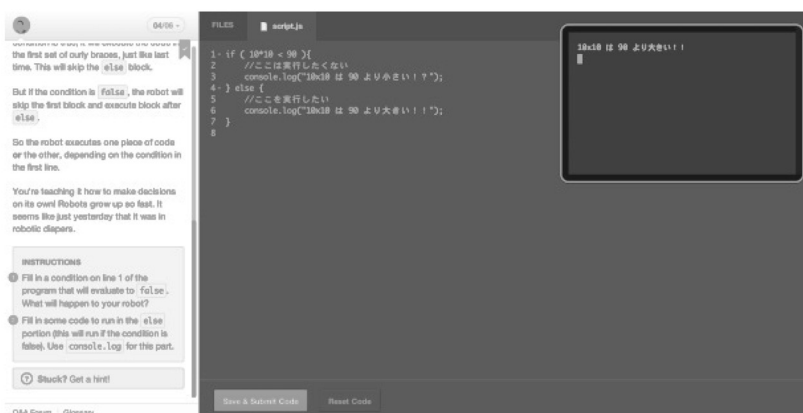 04/06
condition is true, it will execute the code in
the first set of curly braces, just like last
time. This will skip the else block.
But if the condition is false, the robot will
skip the first block and execute block after
else.
So the robot executes one piece of code
or the other, depending on the condition in
the first line.
You're teaching it how to make decisions
on its own! Robots grow up so fast. It
seems like just yesterday that it was in
robotic diapers.
INSTRUCTIONS
Fill in a condition on line 1 of the
program that will evaluate to false.
What will happen to your robot?
Fill in some code to run in the else
portion (this will run if the condition is
false). Use console.log for this part.
Stuck? Get a hint!
Q&A Forum Glossary
FILES script.js
1 if ( 10*10 < 90 ){
2 //ここは実行したくない
3 console.log("10x10 は 90 より小さい！？");
4 } else {
5 //ここを実行したい
6 console.log("10x10 は 90 より大きい！！");
7 }
8
Save & Submit Code Reset Code
10x10 は 90 より大きい！！